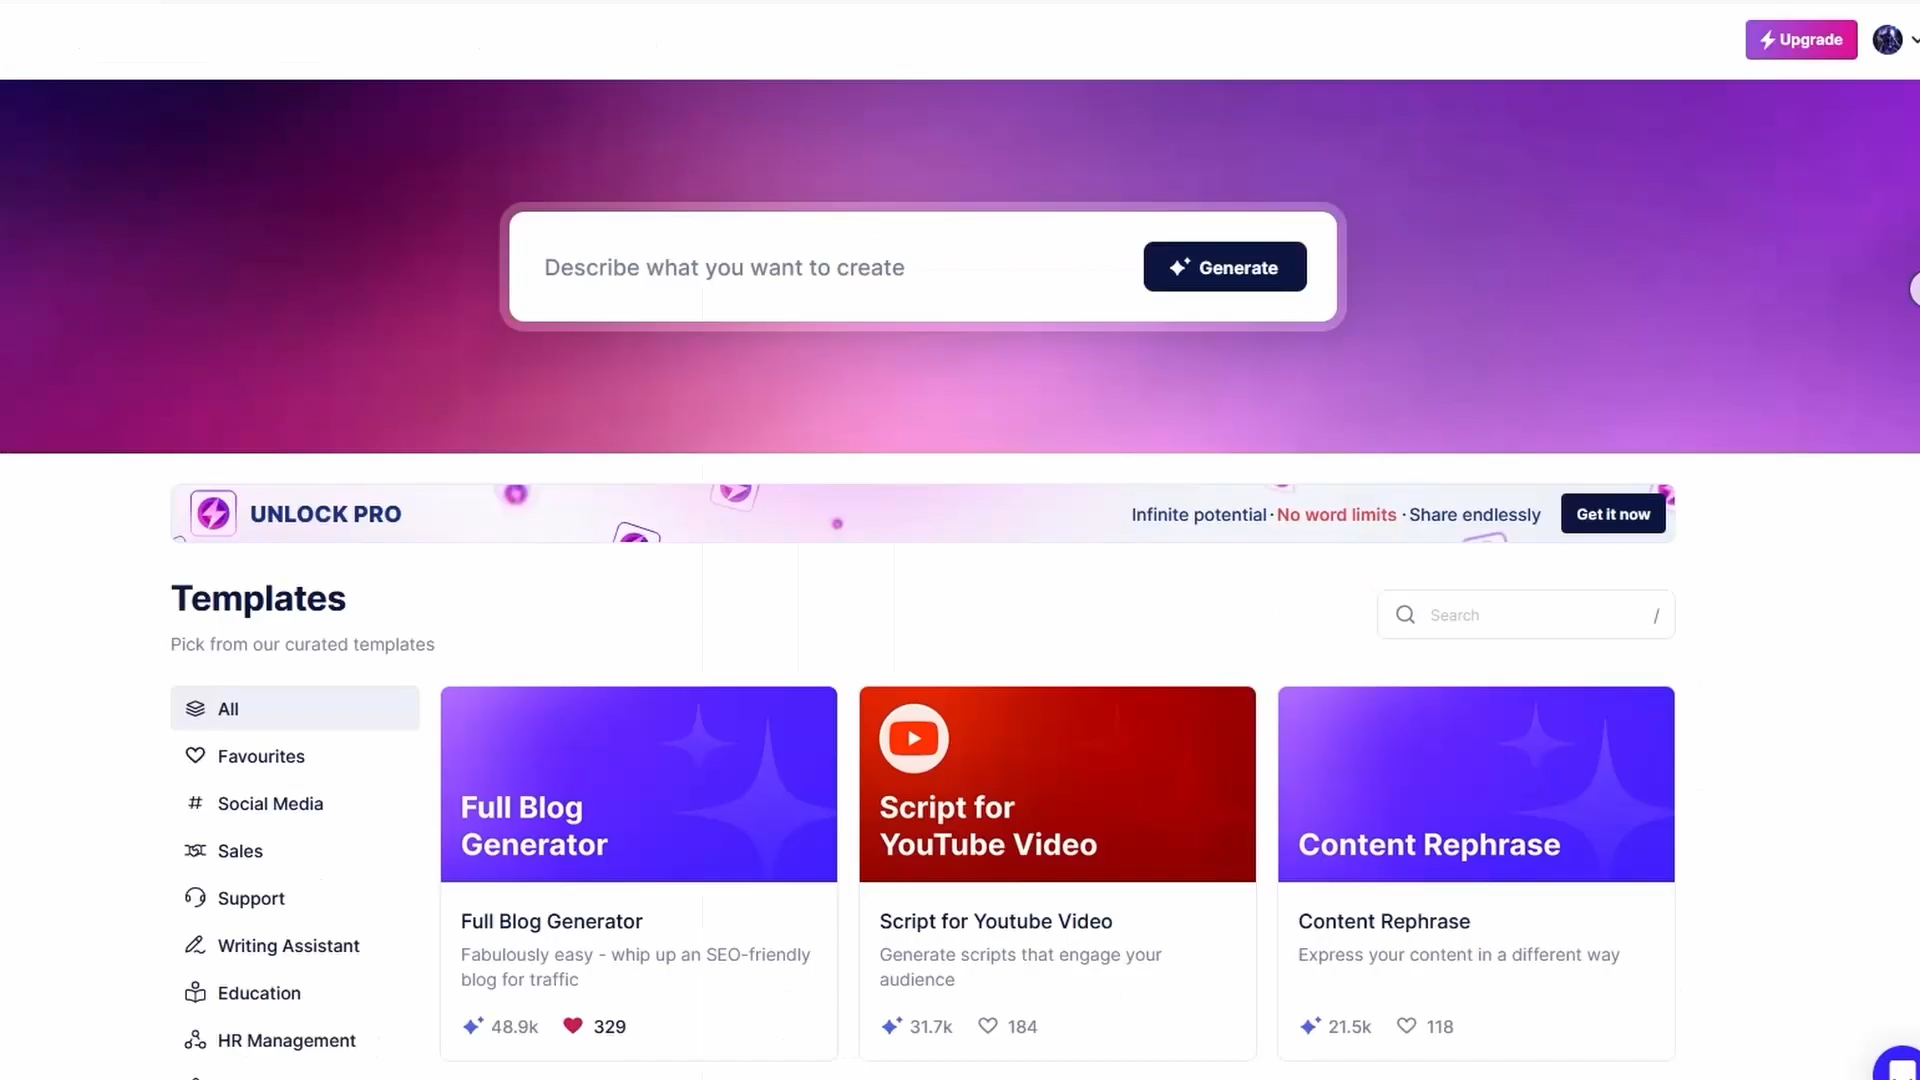 Upgrade
Describe what you want to create
Generate
UNLOCK PRO
Infinite potential · No word limits · Share endlessly
Get it now
Templates
Pick from our curated templates
Search /
All
Favourites
Social Media
Sales
Support
Writing Assistant
Education
HR Management
Full Blog
Generator
Full Blog Generator
Fabulously easy - whip up an SEO-friendly
blog for traffic
48.9k 329
Script for
YouTube Video
Script for Youtube Video
Generate scripts that engage your
audience
31.7k 184
Content Rephrase
Content Rephrase
Express your content in a different way
21.5k 118